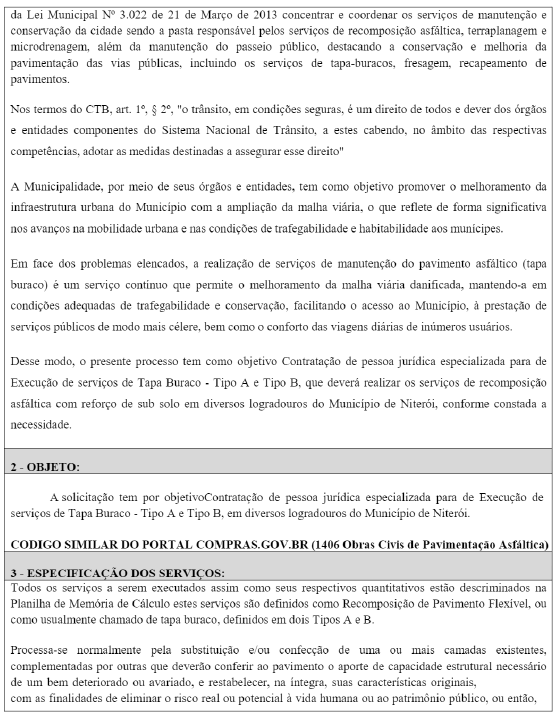 da Lei Municipal Nº 3.022 de 21 de Março de 2013 concentrar e coordenar os serviços de manutenção e
conservação da cidade sendo a pasta responsável pelos serviços de recomposição asfáltica, terraplanagem e
microdrenagem, além da manutenção do passeio público, destacando a conservação e melhoria da
pavimentação das vias públicas, incluindo os serviços de tapa-buracos, fresagem, recapeamento de
pavimentos.
Nos termos do CTB, art. 1º, § 2º, "o trânsito, em condições seguras, é um direito de todos e dever dos órgãos
e entidades componentes do Sistema Nacional de Trânsito, a estes cabendo, no âmbito das respectivas
competências, adotar as medidas destinadas a assegurar esse direito"
A Municipalidade, por meio de seus órgãos e entidades, tem como objetivo promover o melhoramento da
infraestrutura urbana do Município com a ampliação da malha viária, o que reflete de forma significativa
nos avanços na mobilidade urbana e nas condições de trafegabilidade e habitabilidade aos munícipes.
Em face dos problemas elencados, a realização de serviços de manutenção do pavimento asfáltico (tapa
buraco) é um serviço contínuo que permite o melhoramento da malha viária danificada, mantendo-a em
condições adequadas de trafegabilidade e conservação, facilitando o acesso ao Município, à prestação de
serviços públicos de modo mais célere, bem como o conforto das viagens diárias de inúmeros usuários.
Desse modo, o presente processo tem como objetivo Contratação de pessoa jurídica especializada para de
Execução de serviços de Tapa Buraco - Tipo A e Tipo B, que deverá realizar os serviços de recomposição
asfáltica com reforço de sub solo em diversos logradouros do Município de Niterói, conforme constada a
necessidade.
2 - OBJETO:
A solicitação tem por objetivoContratação de pessoa jurídica especializada para de Execução de
serviços de Tapa Buraco - Tipo A e Tipo B, em diversos logradouros do Município de Niterói.
CODIGO SIMILAR DO PORTAL COMPRAS.GOV.BR (1406 Obras Civis de Pavimentação Asfáltica)
3 - ESPECIFICAÇÃO DOS SERVIÇOS:
Todos os serviços a serem executados assim como seus respectivos quantitativos estão descriminados na
Planilha de Memória de Cálculo estes serviços são definidos como Recomposição de Pavimento Flexível, ou
como usualmente chamado de tapa buraco, definidos em dois Tipos A e B.
Processa-se normalmente pela substituição e/ou confecção de uma ou mais camadas existentes,
complementadas por outras que deverão conferir ao pavimento o aporte de capacidade estrutural necessário
de um bem deteriorado ou avariado, e restabelecer, na íntegra, suas características originais,
com as finalidades de eliminar o risco real ou potencial à vida humana ou ao patrimônio público, ou então,